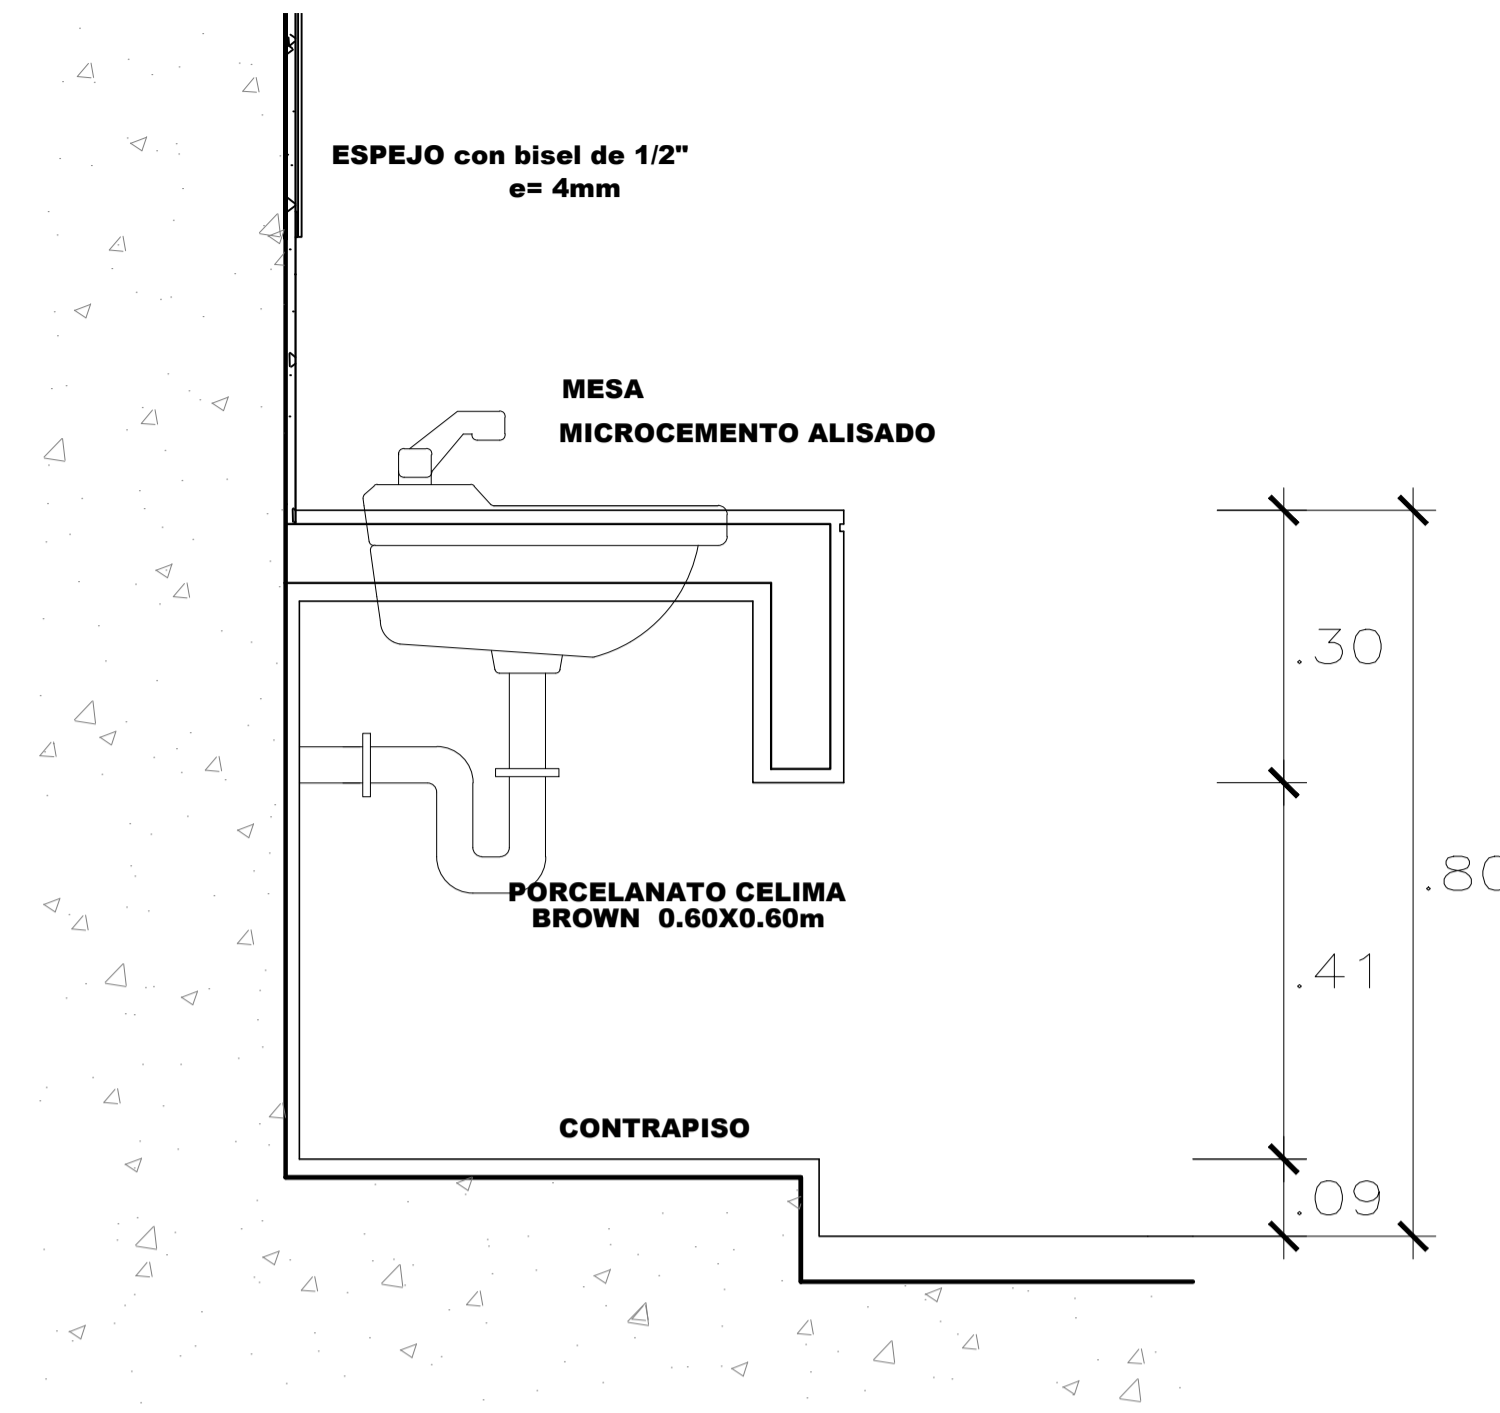 ESPEJO con bisel de 1/2"
e= 4mm
MESA
MICROCEMENTO ALISADO
.30
.80
PORCELANATO CELIMA
BROWN 0.60X0.60m
.41
CONTRAPISO
.09